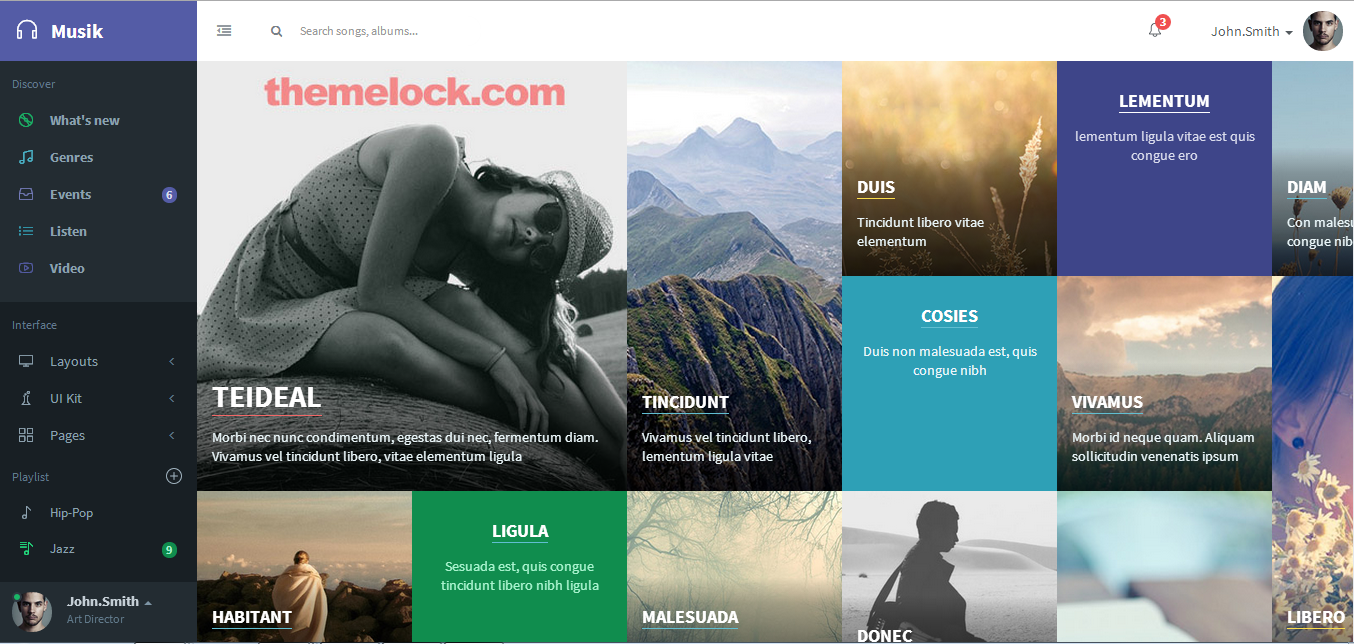 Musik
Search songs, albums...
3
John.Smith
Discover
What's new
Genres
Events
6
Listen
Video
Interface
Layouts
UI Kit
Pages
Playlist
Hip-Pop
Jazz
9
John.Smith
Art Director
themelock.com
TEIDEAL
Morbi nec nunc condimentum, egestas dui nec, fermentum diam.
Vivamus vel tincidunt libero, vitae elementum ligula
TINCIDUNT
Vivamus vel tincidunt libero,
lementum ligula vitae
DUIS
Tincidunt libero vitae
elementum
LEMENTUM
lementum ligula vitae est quis
congue ero
DIAM
Con malesu
congue nib
COSIES
Duis non malesuada est, quis
congue nibh
VIVAMUS
Morbi id neque quam. Aliquam
sollicitudin venenatis ipsum
HABITANT
LIGULA
Sesuada est, quis congue
tincidunt libero nibh ligula
MALESUADA
DONEC
LIBERO